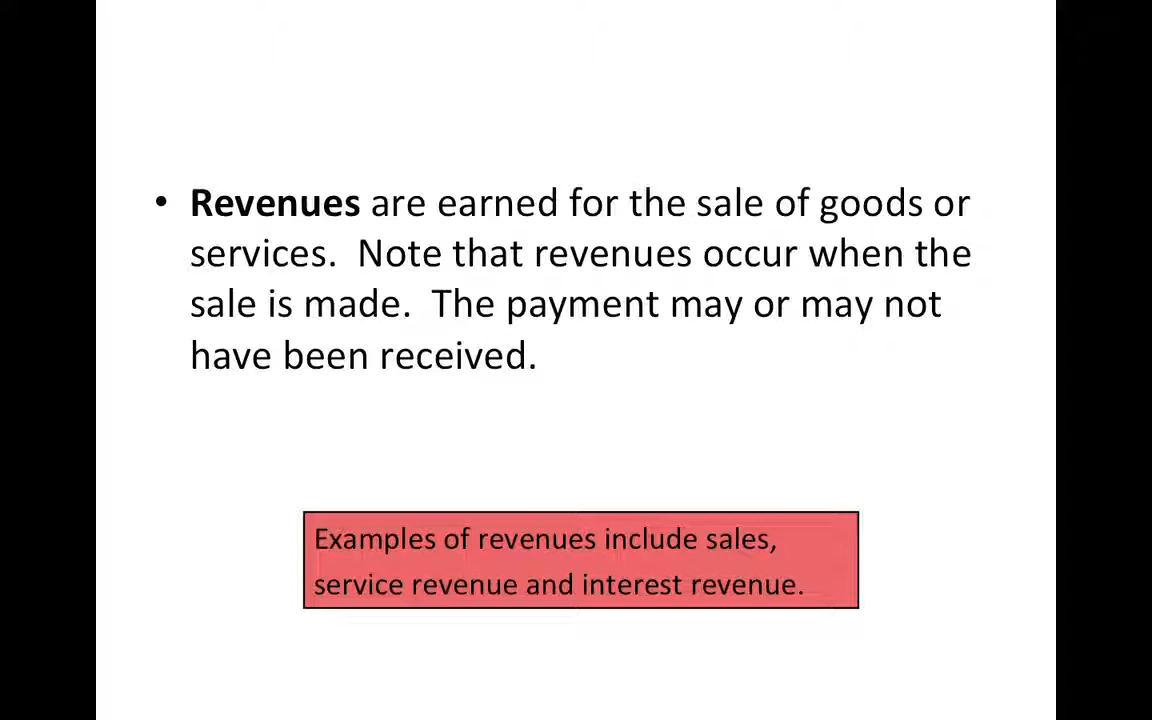 • Revenues are earned for the sale of goods or
services.  Note that revenues occur when the
sale is made.  The payment may or may not
have been received.
Examples of revenues include sales,
service revenue and interest revenue.